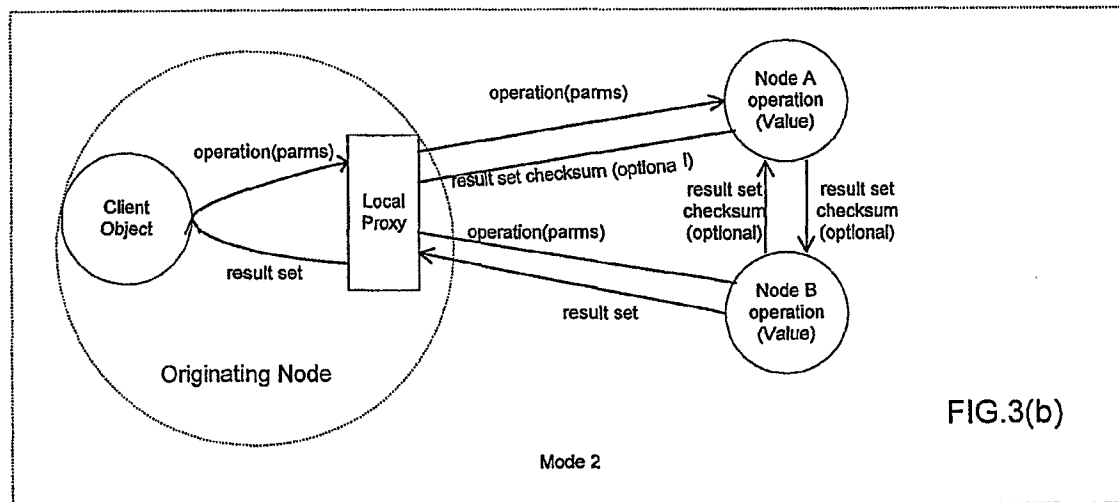 Client
Object
operation(parms)
result set
Local
Proxy
operation(parms)
result set checksum (optiona l)
operation(parms)
result set
Node A
operation
(Value)
result set
checksum
(optional)
result set
checksum
(optional)
Node B
operation
(Value)
Originating Node
FIG.3(b)
Mode 2